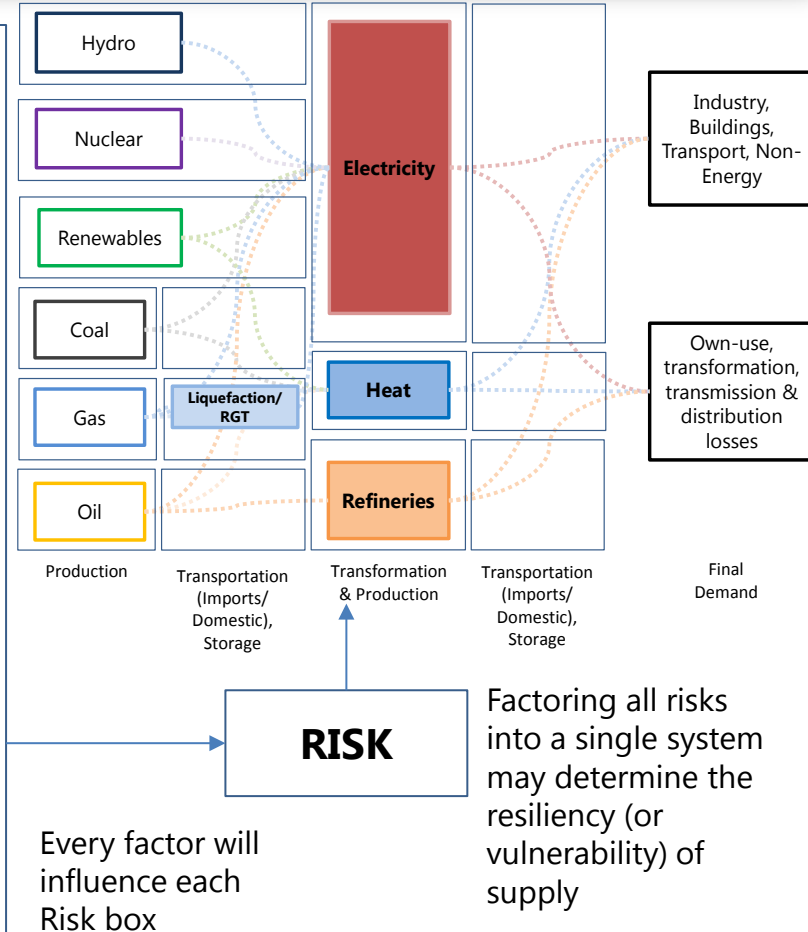 Hydro
Nuclear
Renewables
Coal
Gas
Oil
Liquefaction/
RGT
Electricity
Heat
Refineries
Industry,
Buildings,
Transport, Non-
Energy
Own-use,
transformation,
transmission &
distribution
losses
Production
Transportation
(Imports/
Domestic),
Storage
Transformation
& Production
Transportation
(Imports/
Domestic),
Storage
Final
Demand
RISK
Factoring all risks
into a single system
may determine the
resiliency (or
vulnerability) of
supply
Every factor will
influence each
Risk box